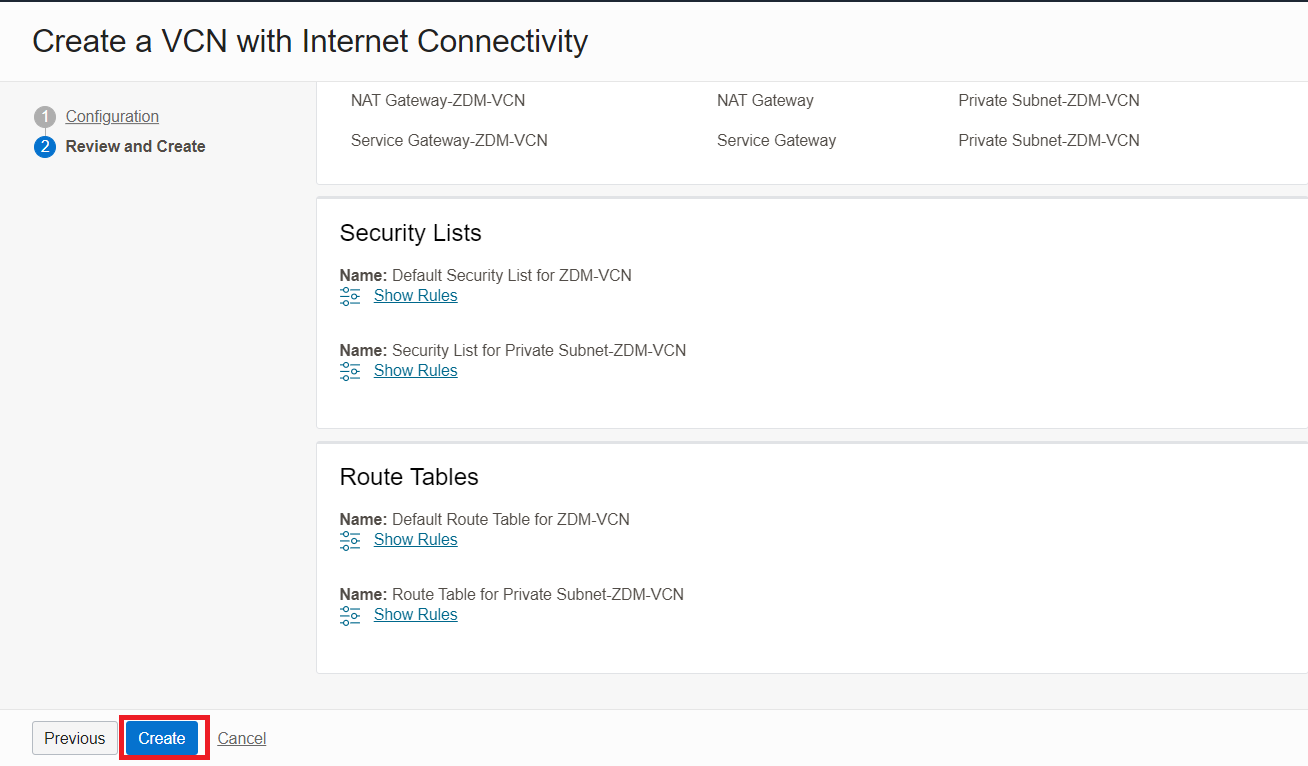 Create a VCN with Internet Connectivity
1 Configuration
2 Review and Create
NAT Gateway-ZDM-VCN NAT Gateway Private Subnet-ZDM-VCN
Service Gateway-ZDM-VCN Service Gateway Private Subnet-ZDM-VCN
Security Lists
Name: Default Security List for ZDM-VCN
Show Rules
Name: Security List for Private Subnet-ZDM-VCN
Show Rules
Route Tables
Name: Default Route Table for ZDM-VCN
Show Rules
Name: Route Table for Private Subnet-ZDM-VCN
Show Rules
Previous Create Cancel